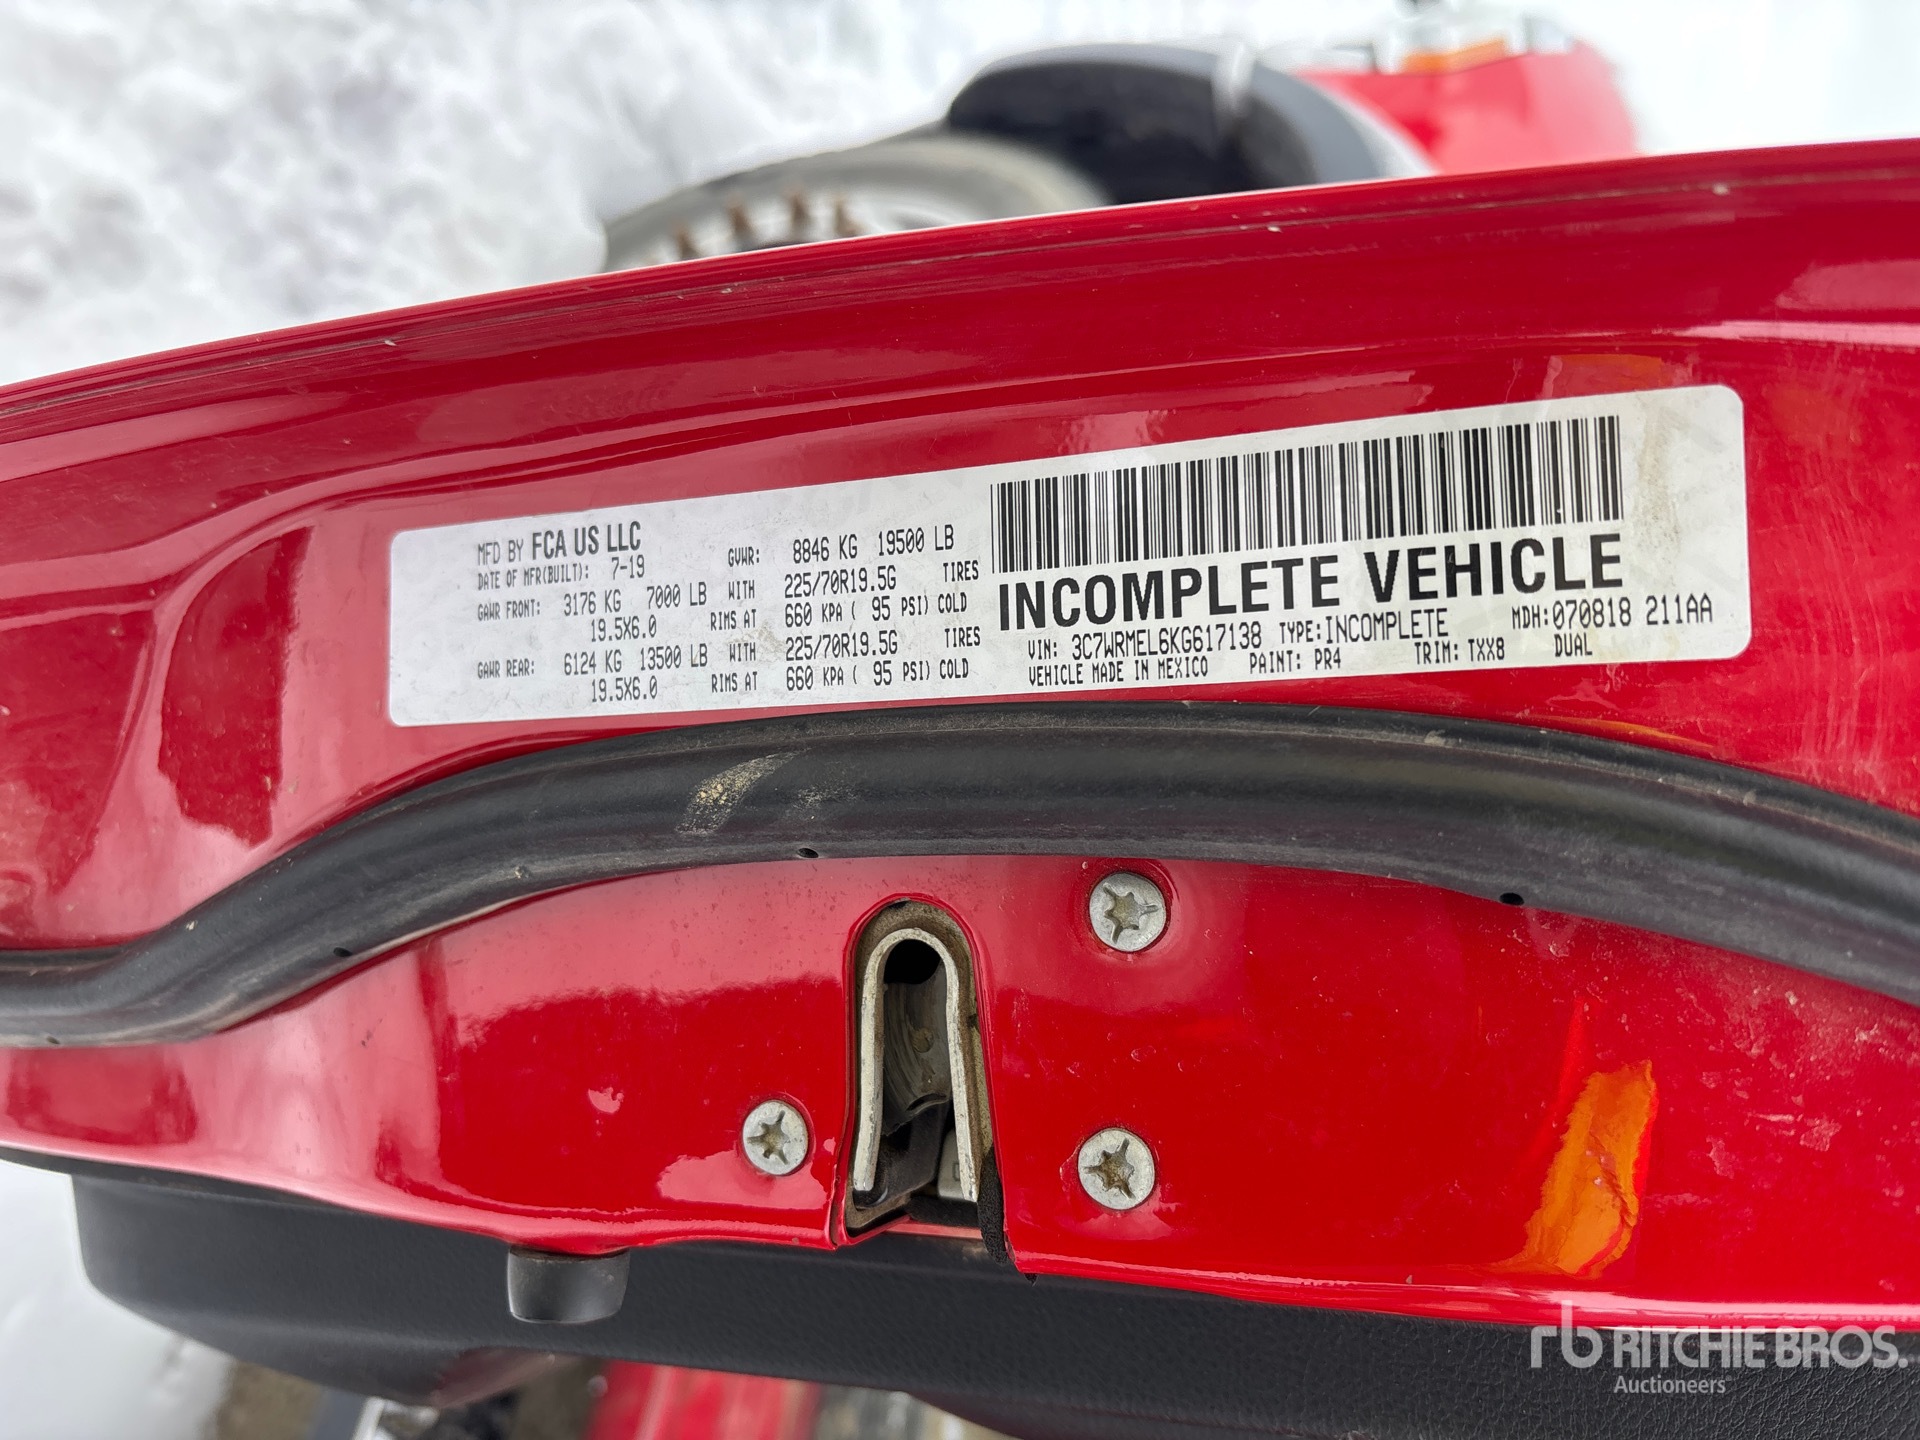 MFD BY FCA US LLC
DATE OF MFR(BUILT): 7-19 GVWR: 8846 KG 19500 LB
GAWR FRONT: 3176 KG 7000 LB WITH 225/70R19.5G TIRES
19.5X6.0 RIMS AT 660 KPA ( 95 PSI) COLD
GAWR REAR: 6124 KG 13500 LB WITH 225/70R19.5G TIRES
19.5X6.0 RIMS AT 660 KPA ( 95 PSI) COLD
INCOMPLETE VEHICLE
VIN: 3C7WRMEL6KG617138 TYPE:INCOMPLETE MDH:070818 211AA
VEHICLE MADE IN MEXICO PAINT: PR4 TRIM: TXX8 DUAL
rb RITCHIE BROS.
Auctioneers